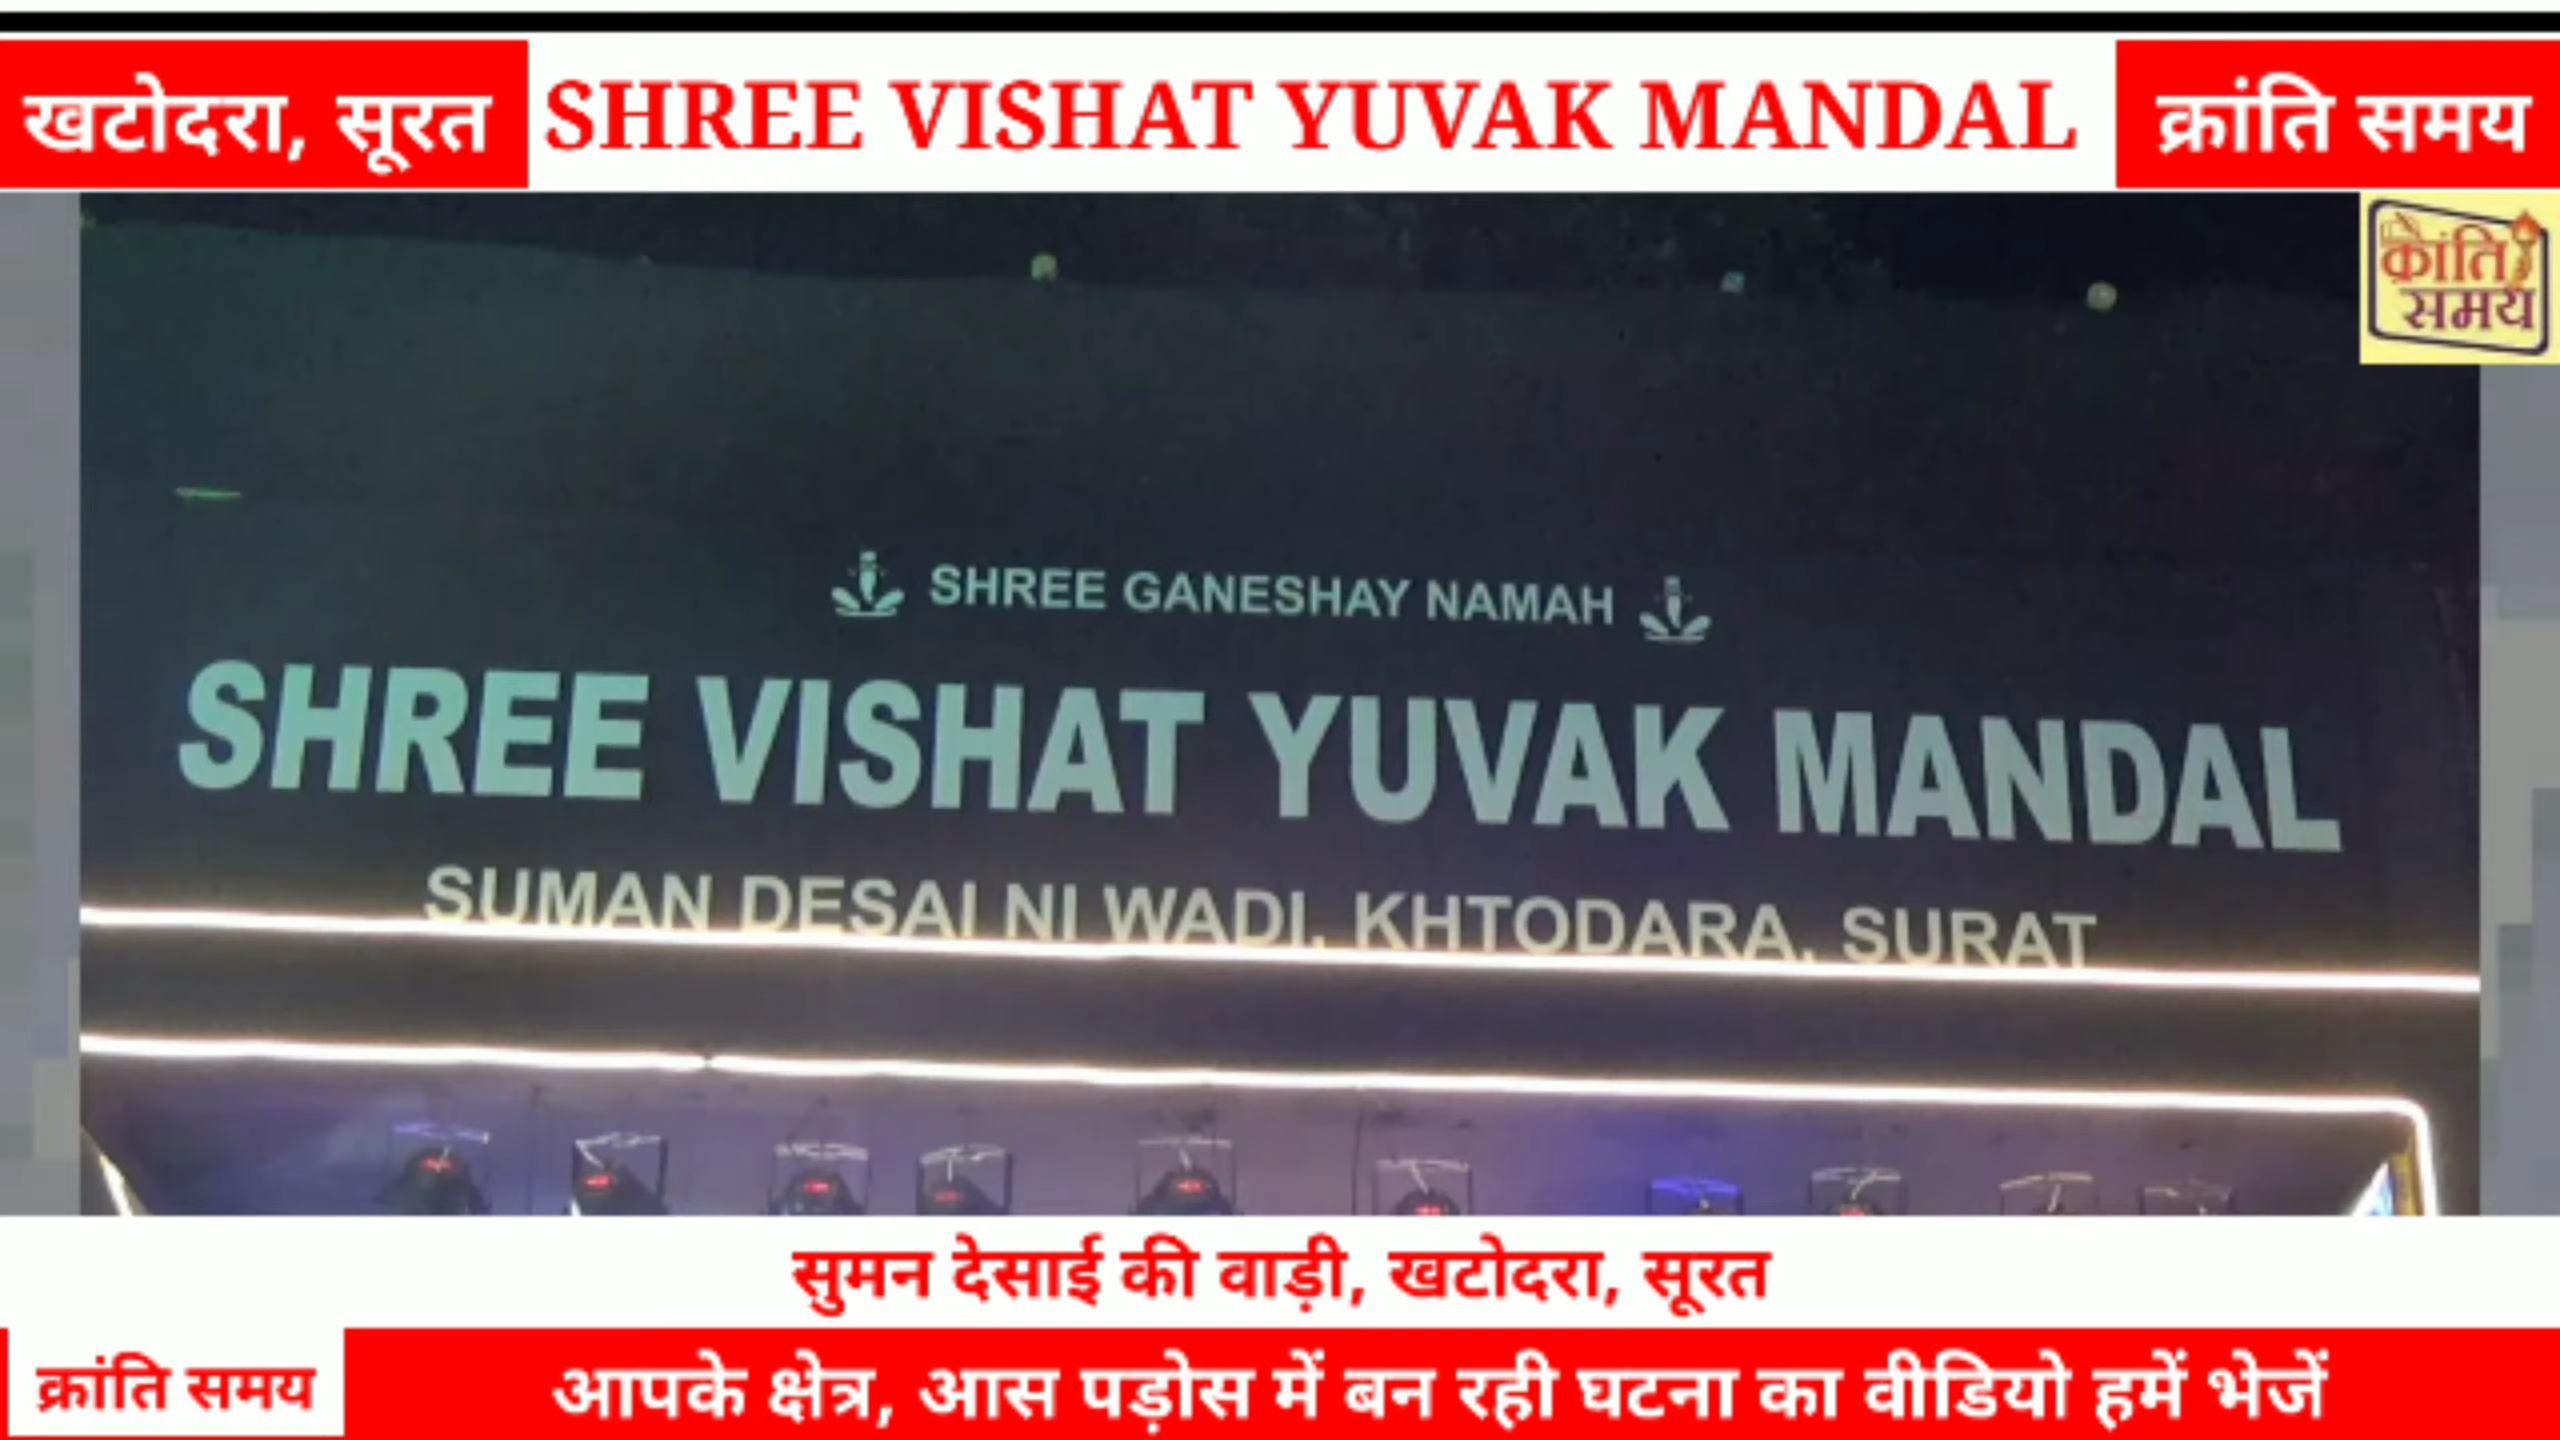 खटोदरा, सूरत SHREE VISHAT YUVAK MANDAL क्रांति समय
क्रांति
समय
SHREE GANESHAY NAMAH
SHREE VISHAT YUVAK MANDAL
SUMAN DESAI NI WADI, KHTODARA, SURAT
सुमन देसाई की वाड़ी, खटोदरा, सूरत
क्रांति समय आपके क्षेत्र, आस पड़ोस में बन रही घटना का वीडियो हमें भेजें